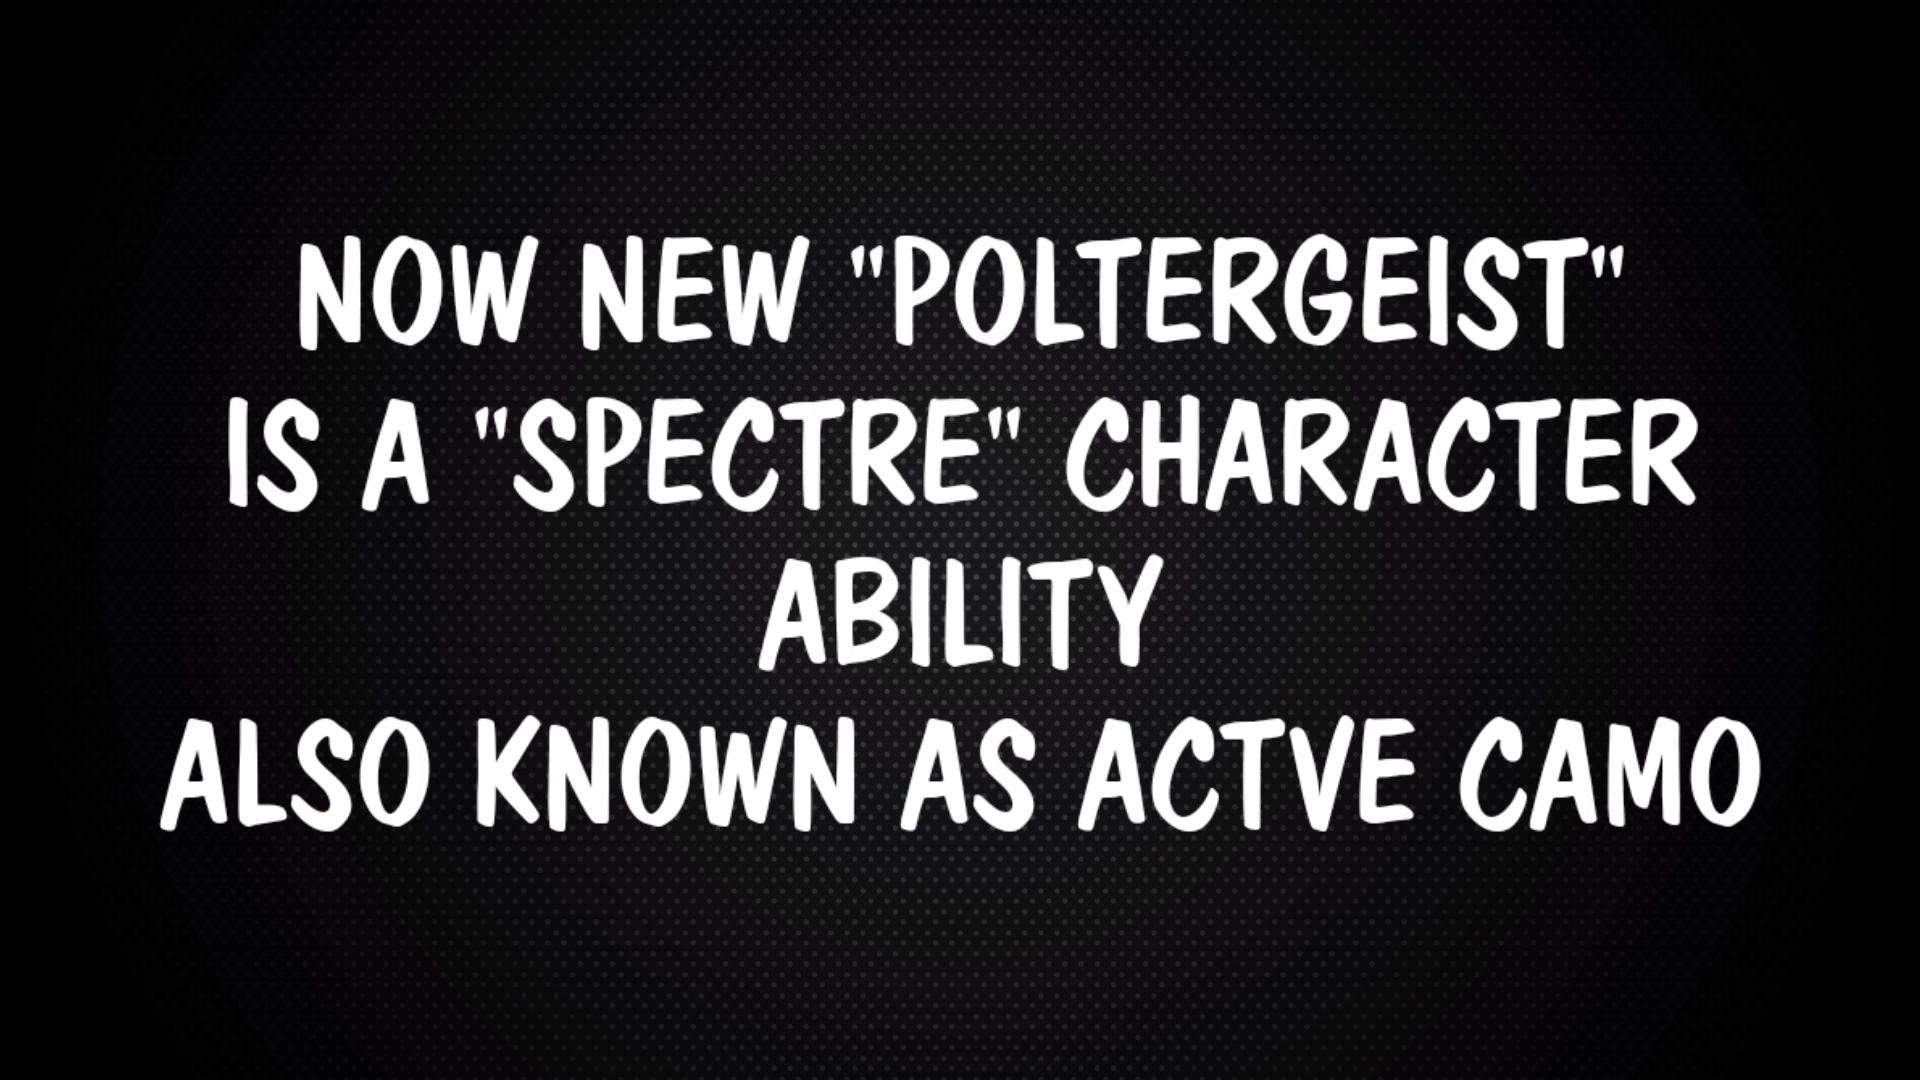 NOW NEW "POLTERGEIST"
IS A "SPECTRE" CHARACTER
ABILITY
ALSO KNOWN AS ACTVE CAMO